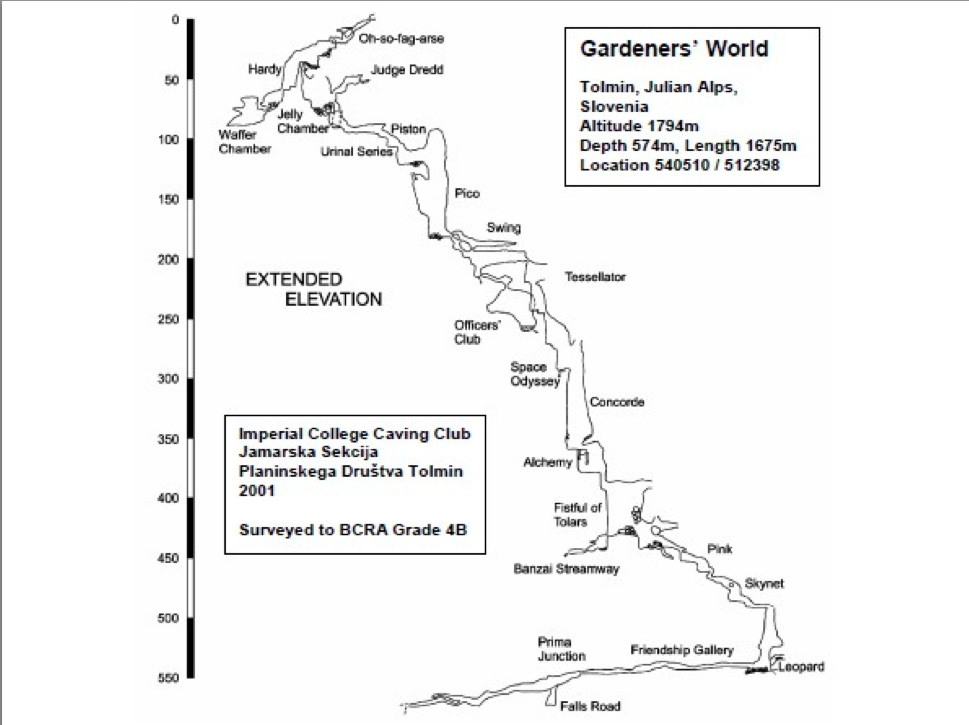 0
50
100
150
200
250
300
350
400
450
500
550
Oh-so-fag-arse
Hardy
Judge Dredd
Jelly
Chamber
Waffer
Chamber
Piston
Urinal Series
Pico
Swing
Tessellator
Officers'
Club
Space
Odyssey
Concorde
Alchemy
Fistful of
Tolars
Banzai Streamway
Pink
Skynet
Prima
Junction
Friendship Gallery
Leopard
Falls Road
EXTENDED
ELEVATION
Gardeners' World
Tolmin, Julian Alps,
Slovenia
Altitude 1794m
Depth 574m, Length 1675m
Location 540510 / 512398
Imperial College Caving Club
Jamarska Sekcija
Planinskega Društva Tolmin
2001
Surveyed to BCRA Grade 4B